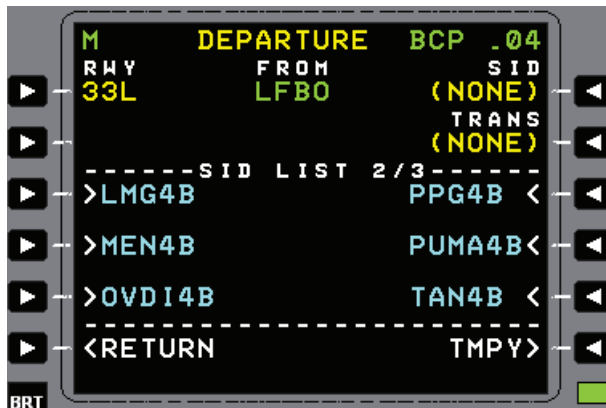 M DEPARTURE BCP .04
RWY FROM SID
33L LFBO (NONE)
TRANS
(NONE)
------SID LIST 2/3------
>LMG4B PPG4B <
>MEN4B PUMA4B<
>OVDI4B TAN4B <
<RETURN TMPY>
BRT